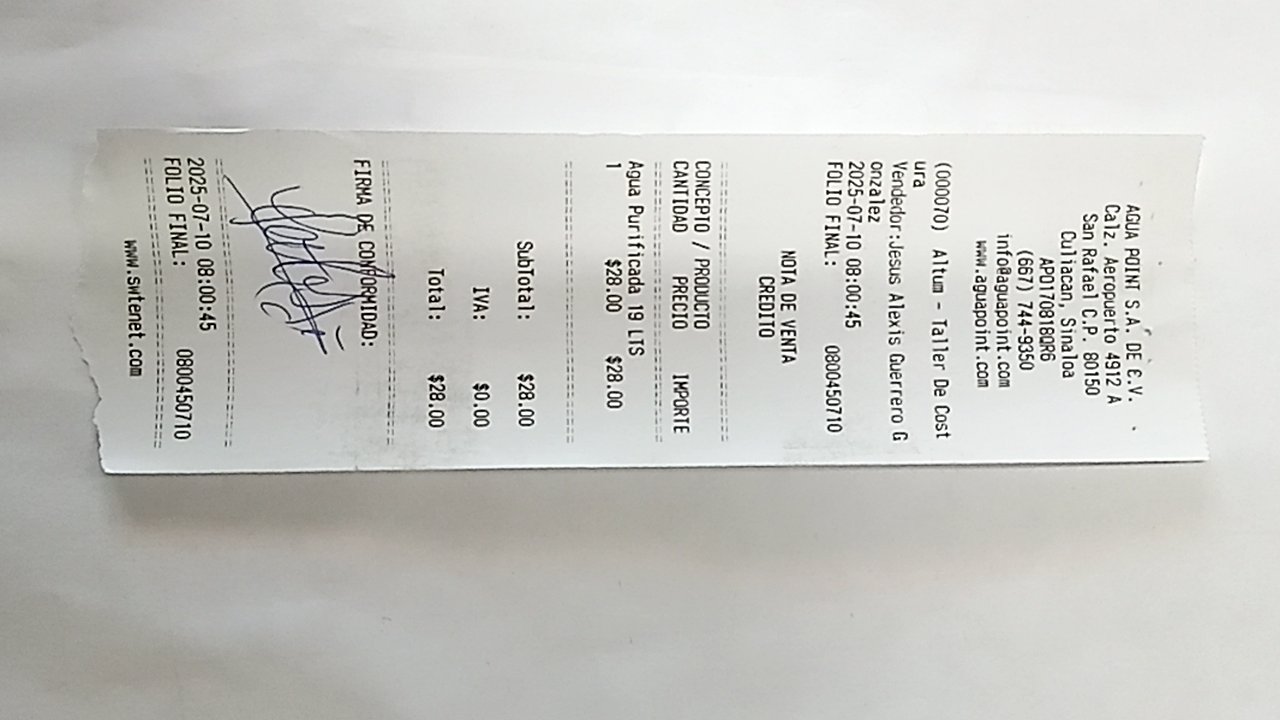 AGUA POINT S.A. DE C.V.
Calz. Aeropuerto 4912 A
San Rafael C.P. 80150
Culiacan, Sinaloa
APO170818QR6
(667) 744-9350
info@aguapoint.com
www.aguapoint.com
(000070) Altum - Taller De Cost
ura
Vendedor:Jesus Alexis Guerrero G
onzalez
2025-07-10 08:00:45
FOLIO FINAL: 0800450710
NOTA DE VENTA
CREDITO
CONCEPTO / PRODUCTO
CANTIDAD PRECIO IMPORTE
Agua Purificada 19 LTS
1 $28.00 $28.00
SubTotal: $28.00
IVA: $0.00
Total: $28.00
FIRMA DE CONFORMIDAD:
2025-07-10 08:00:45
FOLIO FINAL: 0800450710
www.swtenet.com